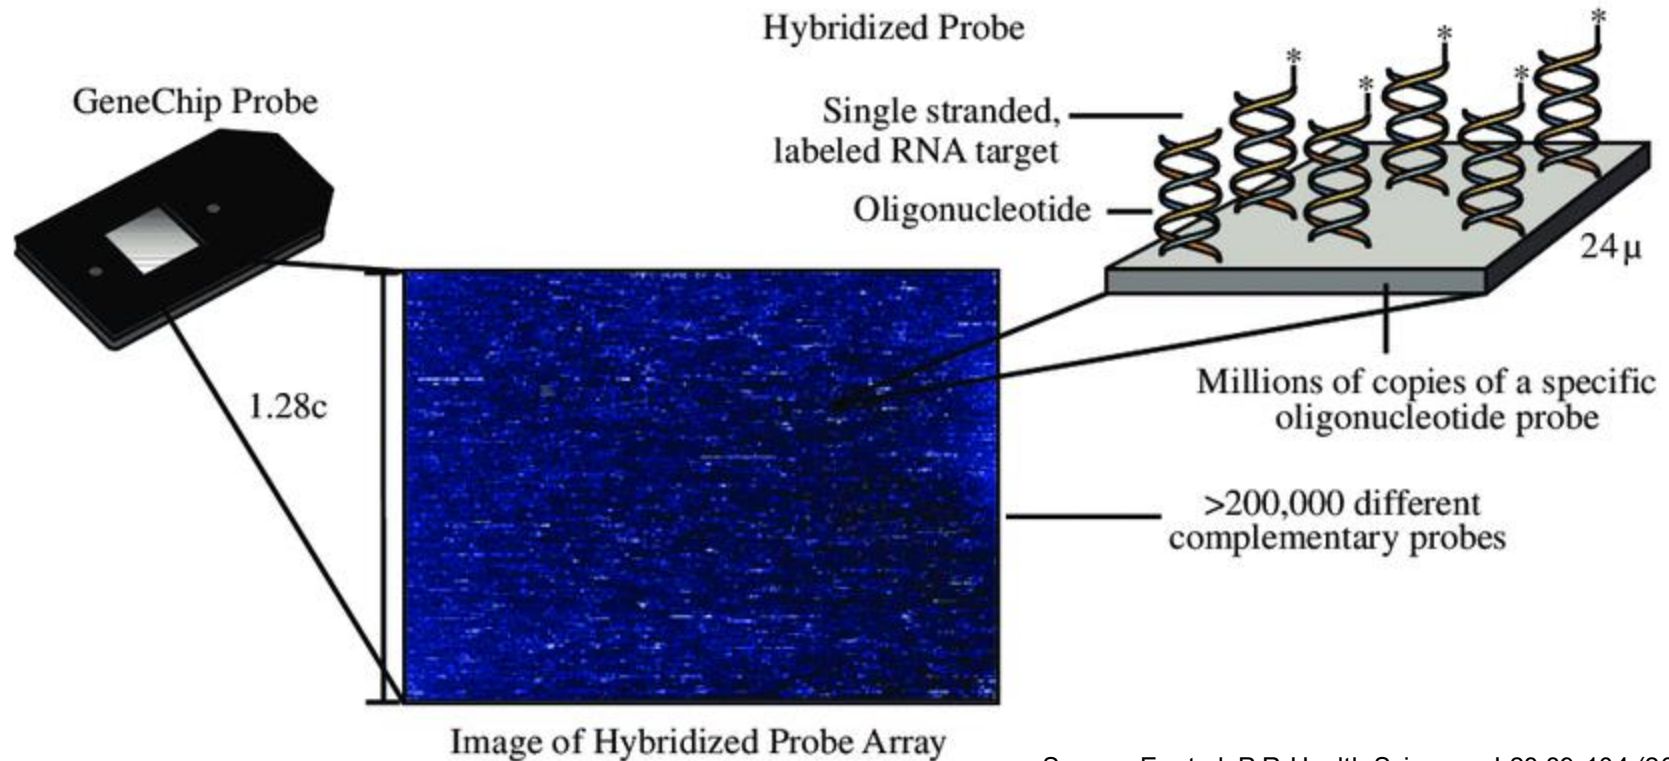 GeneChip Probe
Hybridized Probe
Single stranded,
labeled RNA target
Oligonucleotide
*
*
*
*
*
*
24μ
1.28c
Millions of copies of a specific
oligonucleotide probe
>200,000 different
complementary probes
Image of Hybridized Probe Array